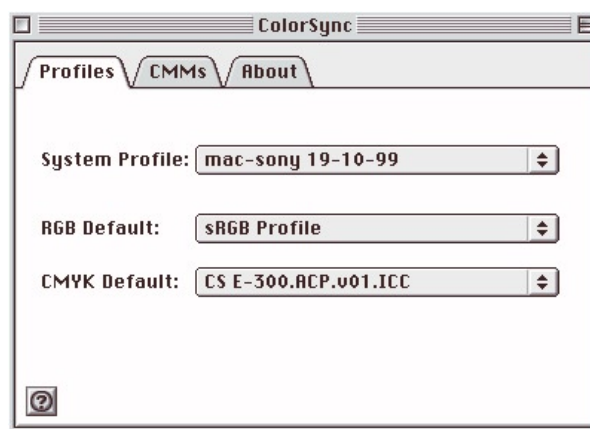 ColorSync
Profiles CMMs About
System Profile: mac-sony 19-10-99
RGB Default: sRGB Profile
CMYK Default: CS E-300.ACP.v01.ICC
?